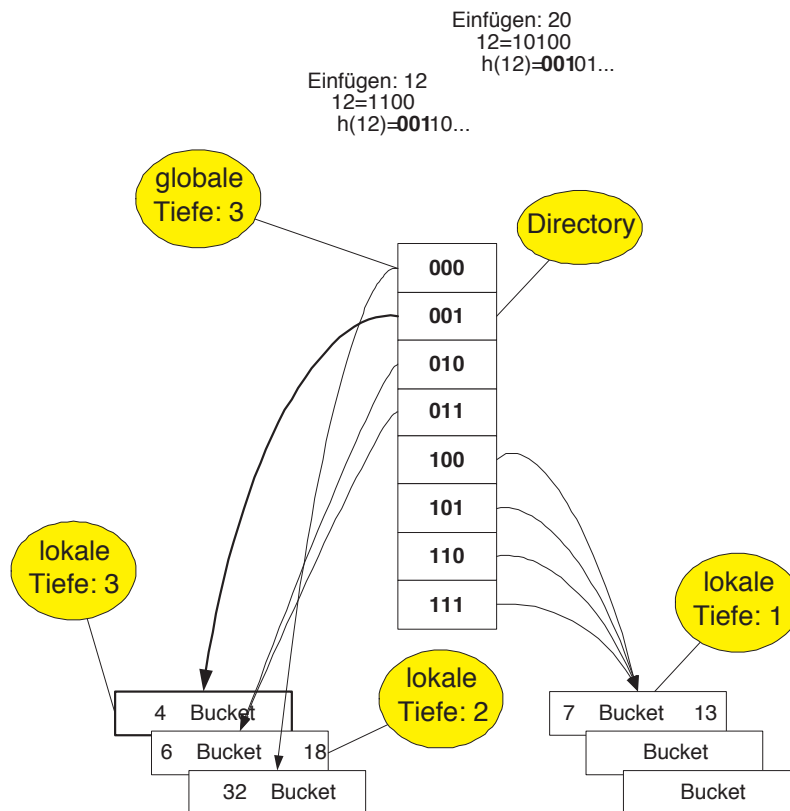 Einfügen: 20
12=10100
h(12)=00101...
Einfügen: 12
12=1100
h(12)=00110...
globale
Tiefe: 3
Directory
000
001
010
011
100
101
110
111
lokale
Tiefe: 3
lokale
Tiefe: 1
lokale
Tiefe: 2
4 Bucket
6 Bucket 18
32 Bucket
7 Bucket 13
Bucket
Bucket